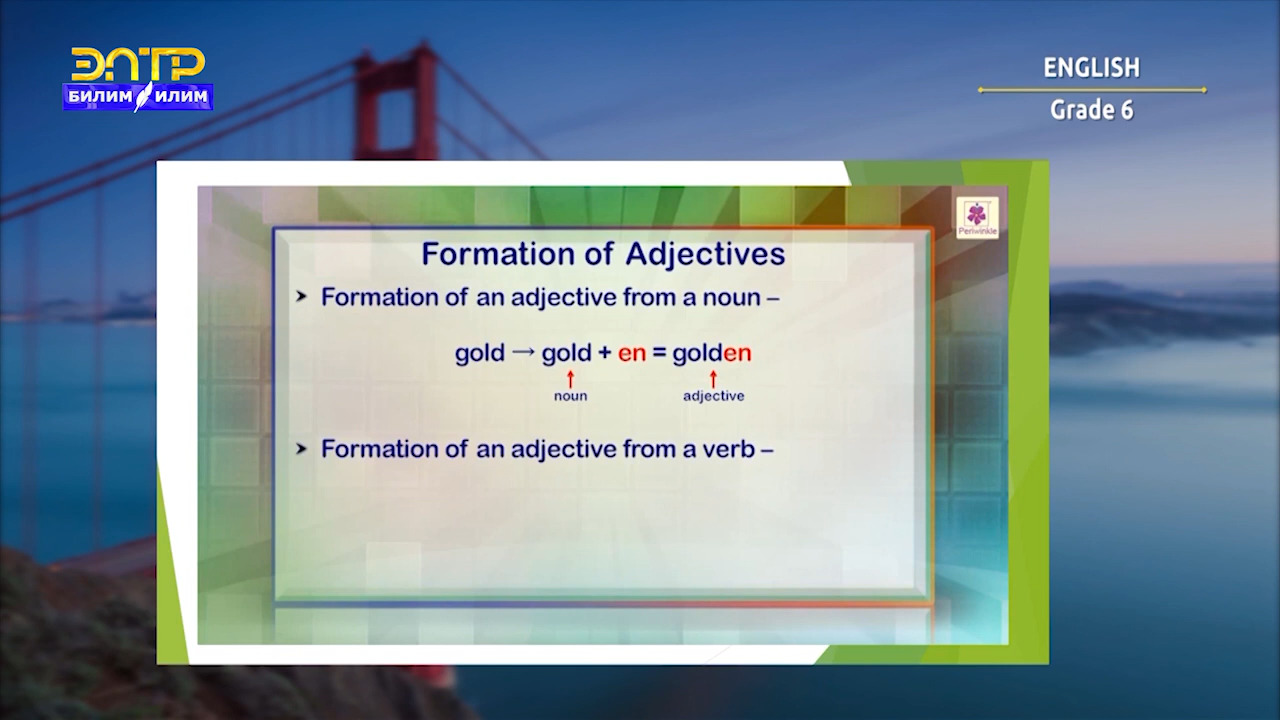 ЭЛТР
БИЛИМ ИЛИМ
ENGLISH
Grade 6
Periwinkle
Formation of Adjectives
➤ Formation of an adjective from a noun –
gold → gold + en = golden
noun adjective
➤ Formation of an adjective from a verb –